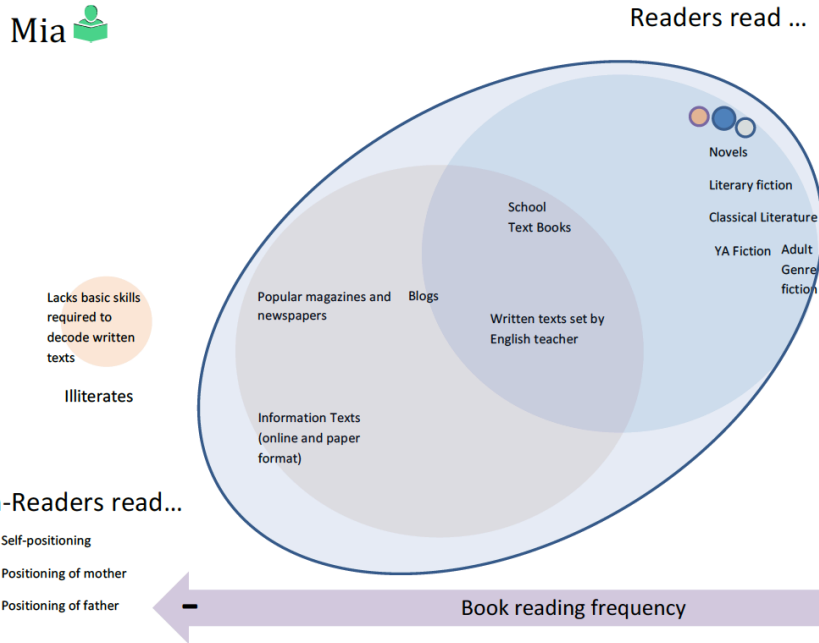 Mia
Readers read ...
Novels
Literary fiction
Classical Literature
YA Fiction
Adult
Genre
fiction
School
Text Books
Popular magazines and
newspapers
Blogs
Written texts set by
English teacher
Lacks basic skills
required to
decode written
texts
Illiterates
Information Texts
(online and paper
format)
-Readers read...
Self-positioning
Positioning of mother
Positioning of father
-
Book reading frequency